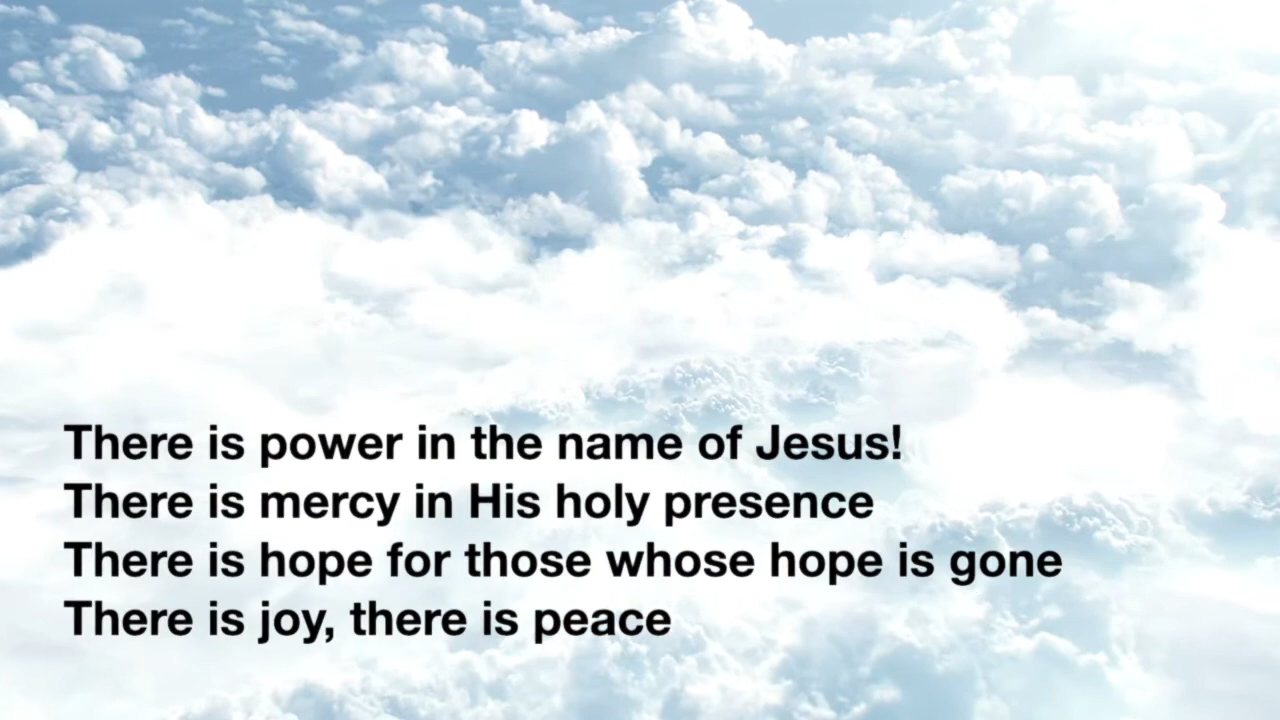 There is power in the name of Jesus!
There is mercy in His holy presence
There is hope for those whose hope is gone
There is joy, there is peace